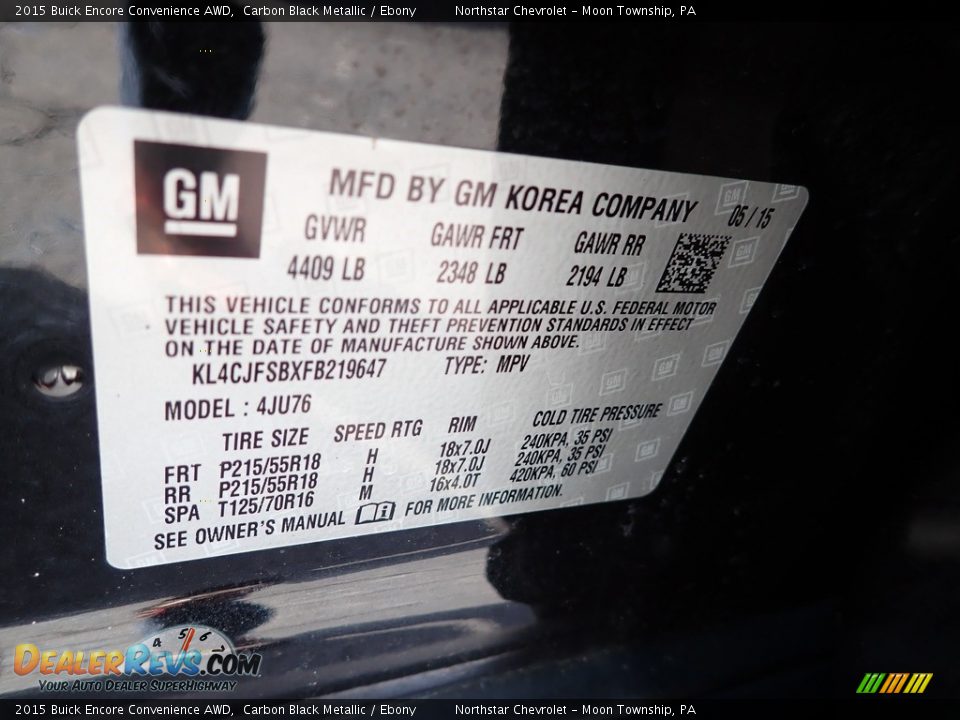 2015 Buick Encore Convenience AWD, Carbon Black Metallic / Ebony Northstar Chevrolet - Moon Township, PA
GM
MFD BY GM KOREA COMPANY 05/15
GVWR GAWR FRT GAWR RR
4409 LB 2348 LB 2194 LB
THIS VEHICLE CONFORMS TO ALL APPLICABLE U.S. FEDERAL MOTOR
VEHICLE SAFETY AND THEFT PREVENTION STANDARDS IN EFFECT
ON THE DATE OF MANUFACTURE SHOWN ABOVE.
KL4CJFSBXFB219647 TYPE: MPV
MODEL : 4JU76
TIRE SIZE SPEED RTG RIM COLD TIRE PRESSURE
FRT P215/55R18 H 18x7.0J 240KPA, 35 PSI
RR P215/55R18 H 18x7.0J 240KPA, 35 PSI
SPA T125/70R16 M 16x4.0T 420KPA, 60 PSI
SEE OWNER'S MANUAL FOR MORE INFORMATION.
4 5 6
DEALERREVS.COM
YOUR AUTO DEALER SUPERHIGHWAY
2015 Buick Encore Convenience AWD, Carbon Black Metallic / Ebony Northstar Chevrolet - Moon Township, PA